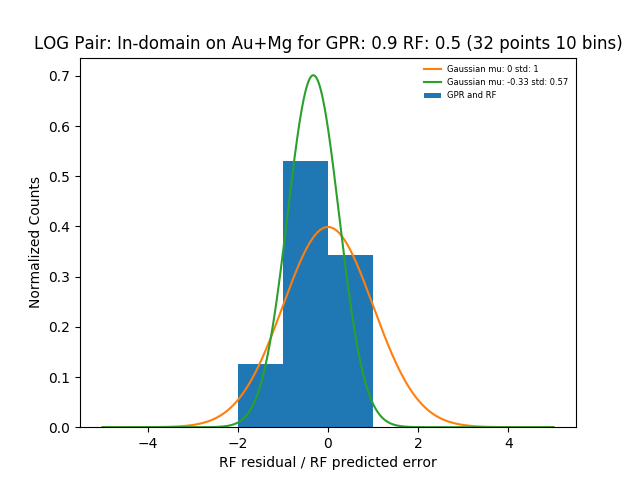 LOG Pair: In-domain on Au+Mg for GPR: 0.9 RF: 0.5 (32 points 10 bins)
Gaussian mu: 0 std: 1
Gaussian mu: -0.33 std: 0.57
GPR and RF
0.7
0.6
0.5
0.4
0.3
0.2
0.1
0.0
Normalized Counts
−4 −2 0 2 4
RF residual / RF predicted error